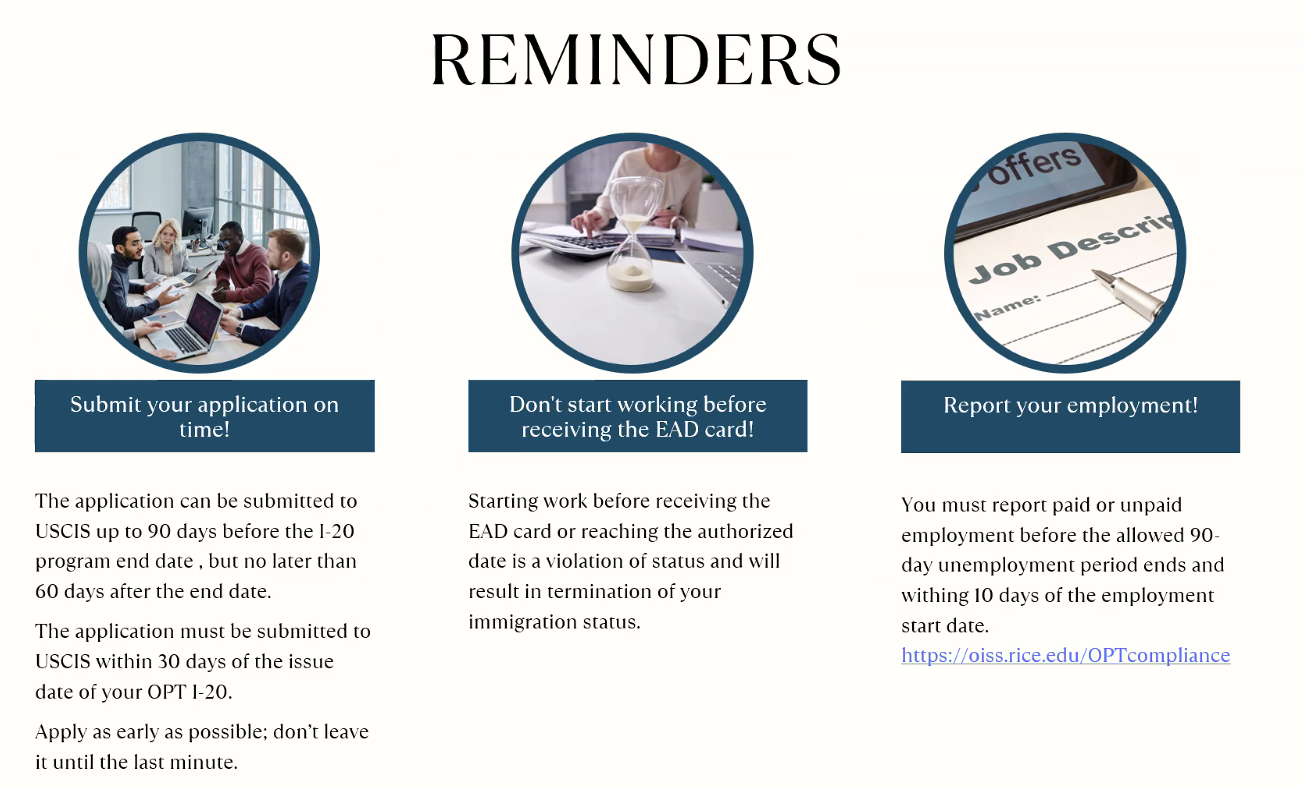 REMINDERS
offers
Job Descrip
Name:
Submit your application on
time!
The application can be submitted to
USCIS up to 90 days before the I-20
program end date , but no later than
60 days after the end date.
The application must be submitted to
USCIS within 30 days of the issue
date of your OPT I-20.
Apply as early as possible; don’t leave
it until the last minute.
Don't start working before
receiving the EAD card!
Starting work before receiving the
EAD card or reaching the authorized
date is a violation of status and will
result in termination of your
immigration status.
Report your employment!
You must report paid or unpaid
employment before the allowed 90-
day unemployment period ends and
withing 10 days of the employment
start date.
https://oiss.rice.edu/OPTcompliance